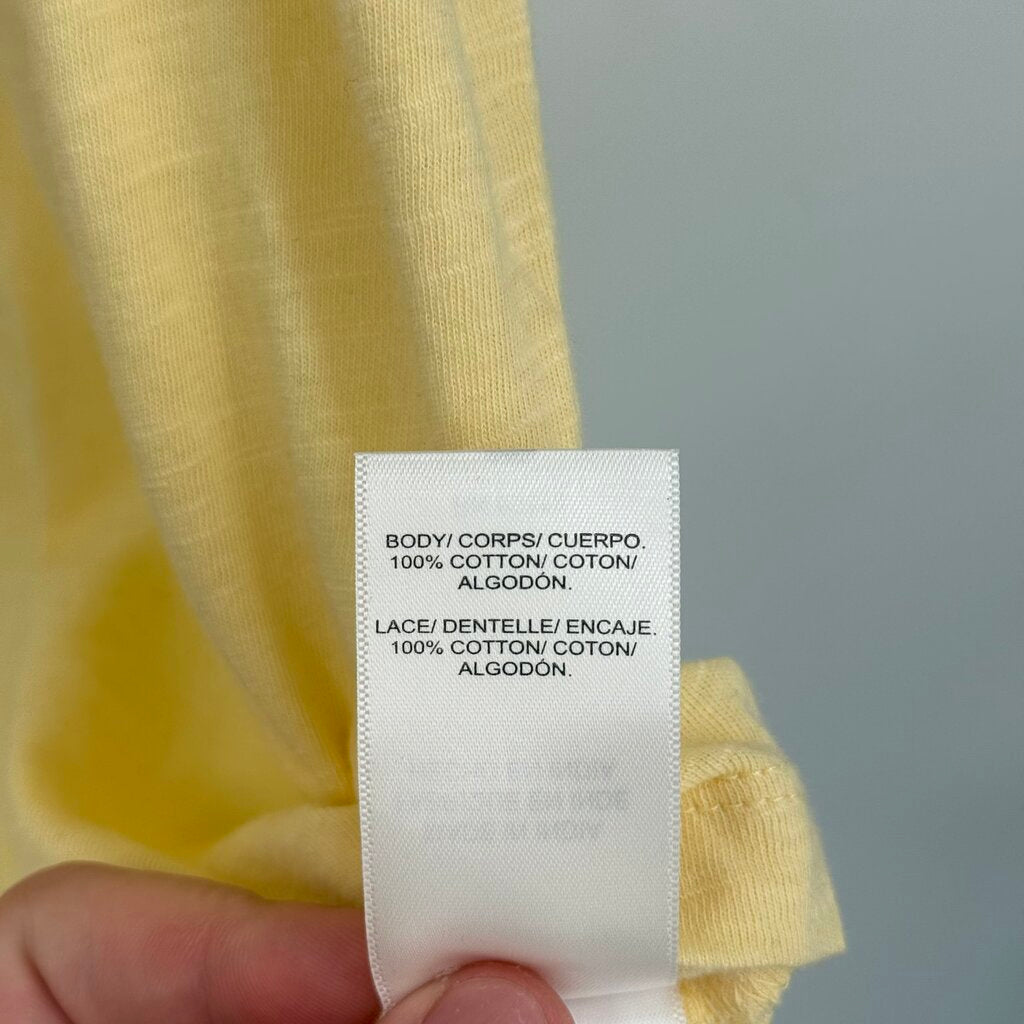 BODY/ CORPS/ CUERPO.
100% COTTON/ COTON/
ALGODÓN.
LACE/ DENTELLE/ ENCAJE.
100% COTTON/ COTON/
ALGODÓN.